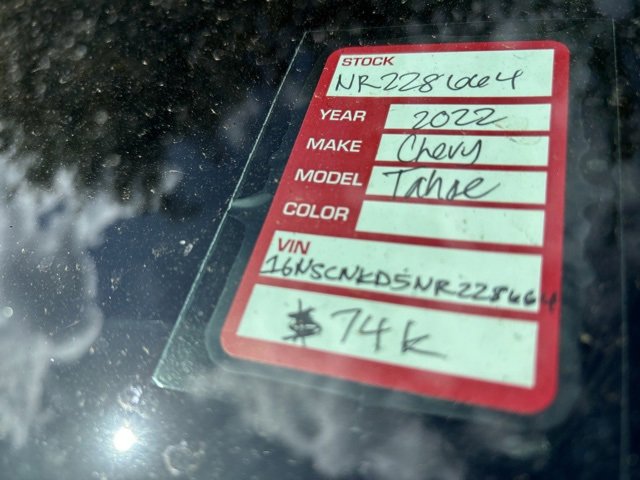 STOCK
NR228664
YEAR 2022
MAKE Chevy
MODEL Tahoe
COLOR
VIN
1GNSCNKD5NR228664
$74k